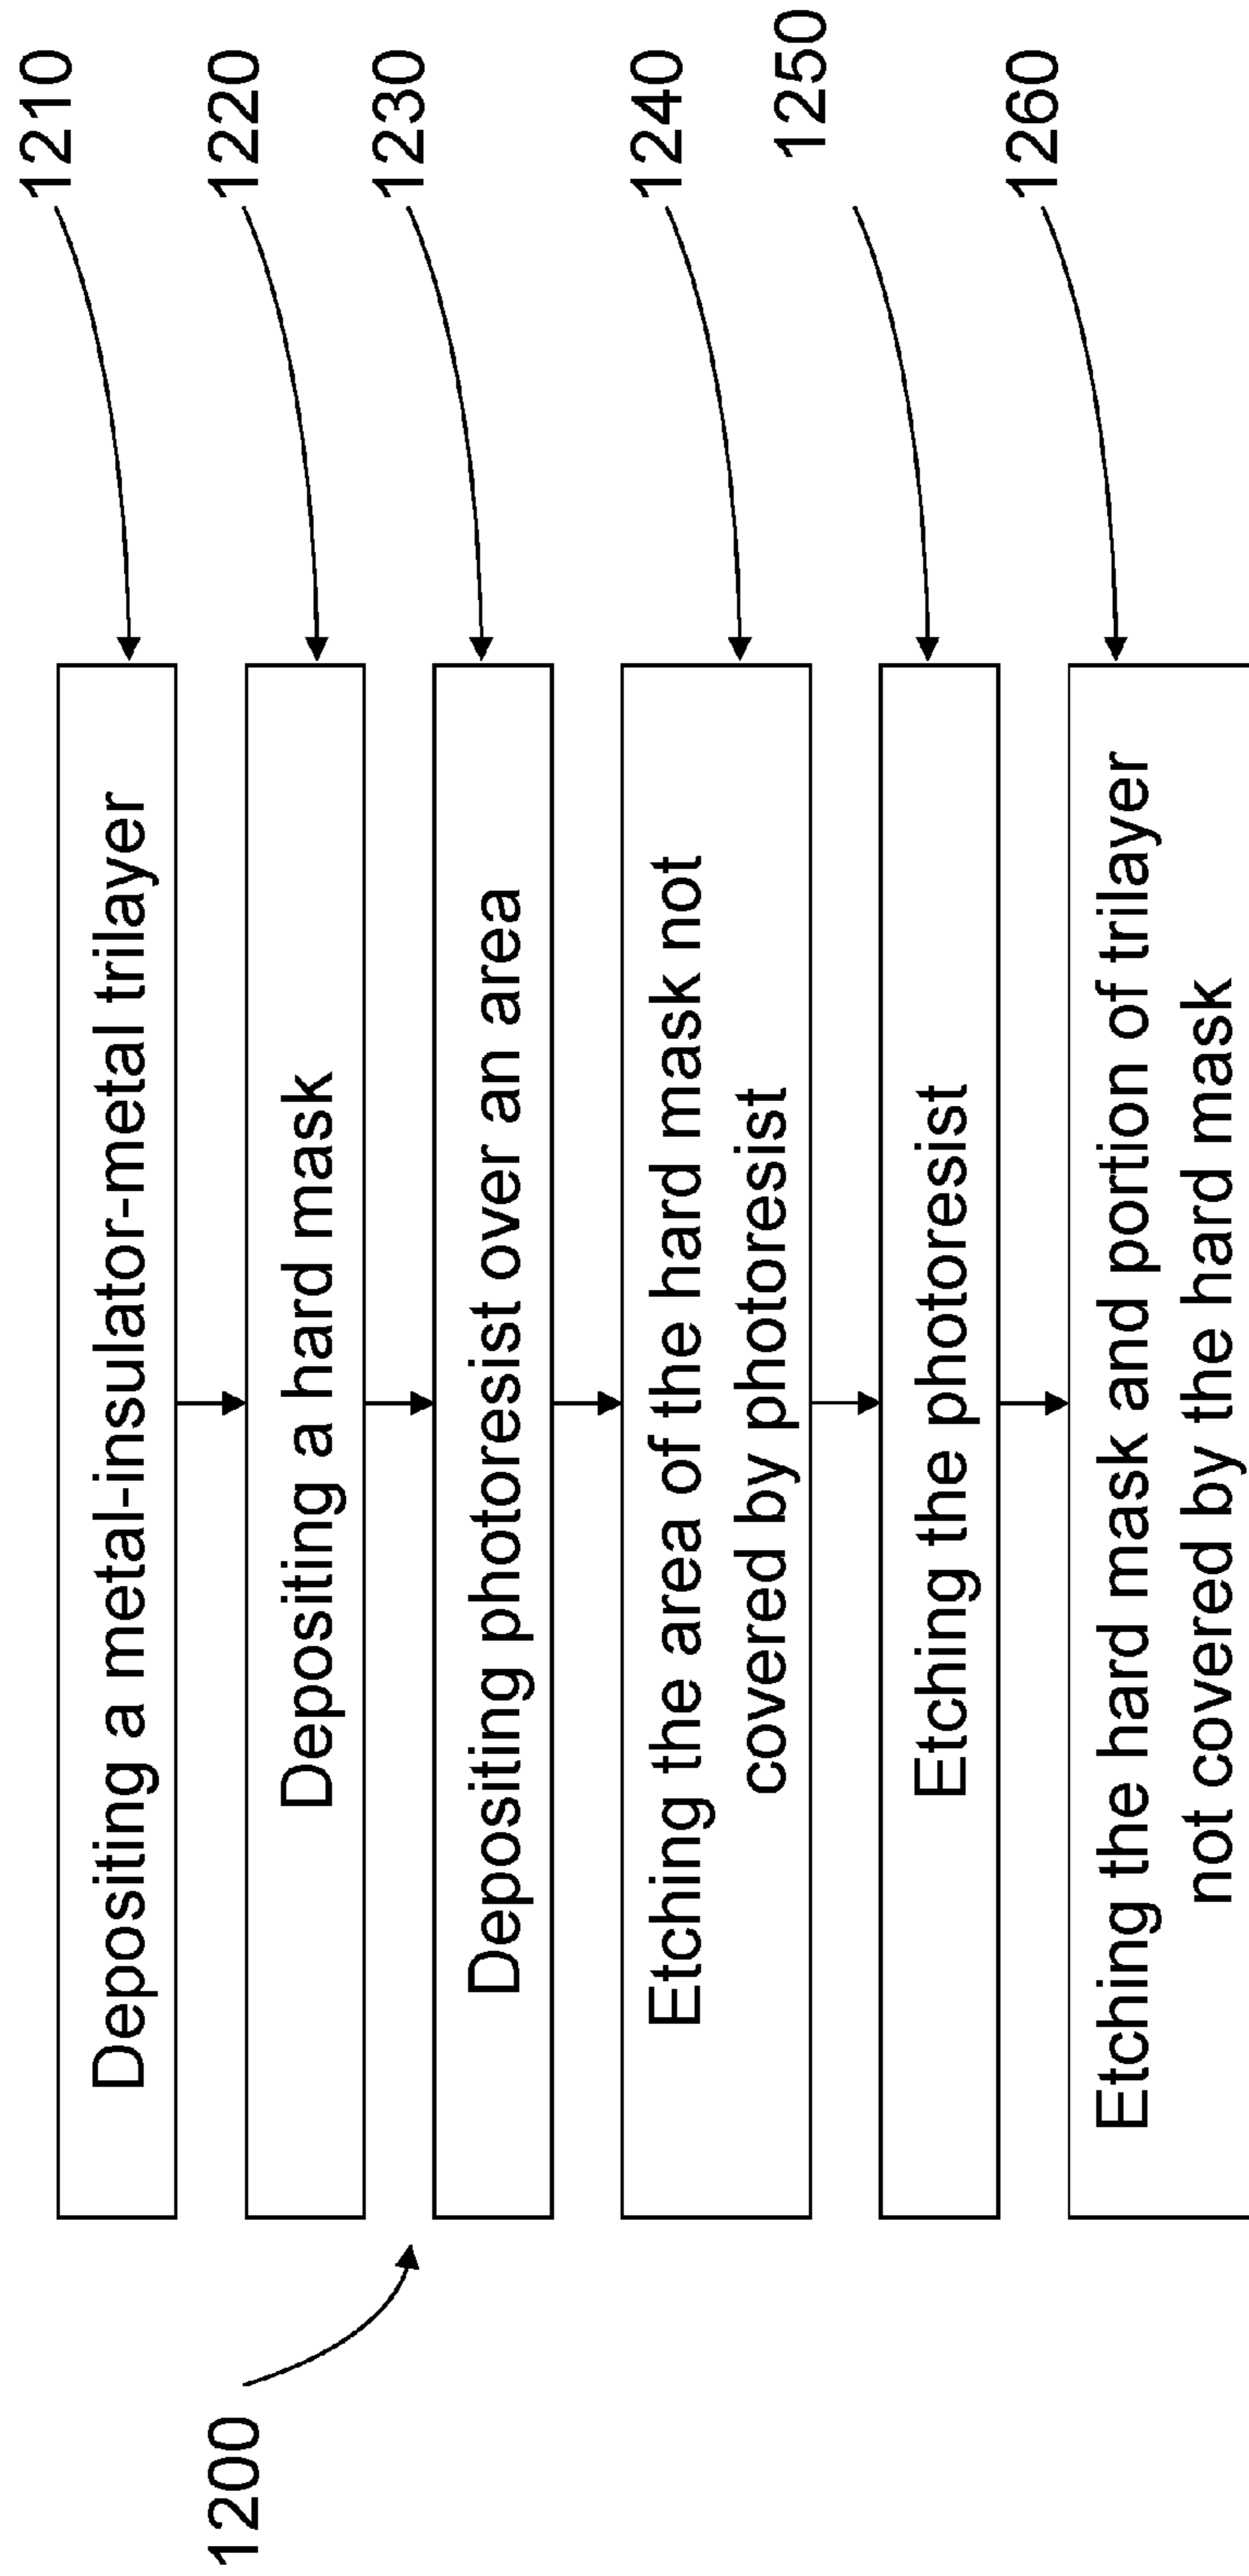 1200
Depositing a metal-insulator-metal trilayer
1210
Depositing a hard mask
1220
Depositing photoresist over an area
1230
Etching the area of the hard mask not
covered by photoresist
1240
Etching the photoresist
1250
Etching the hard mask and portion of trilayer
not covered by the hard mask
1260